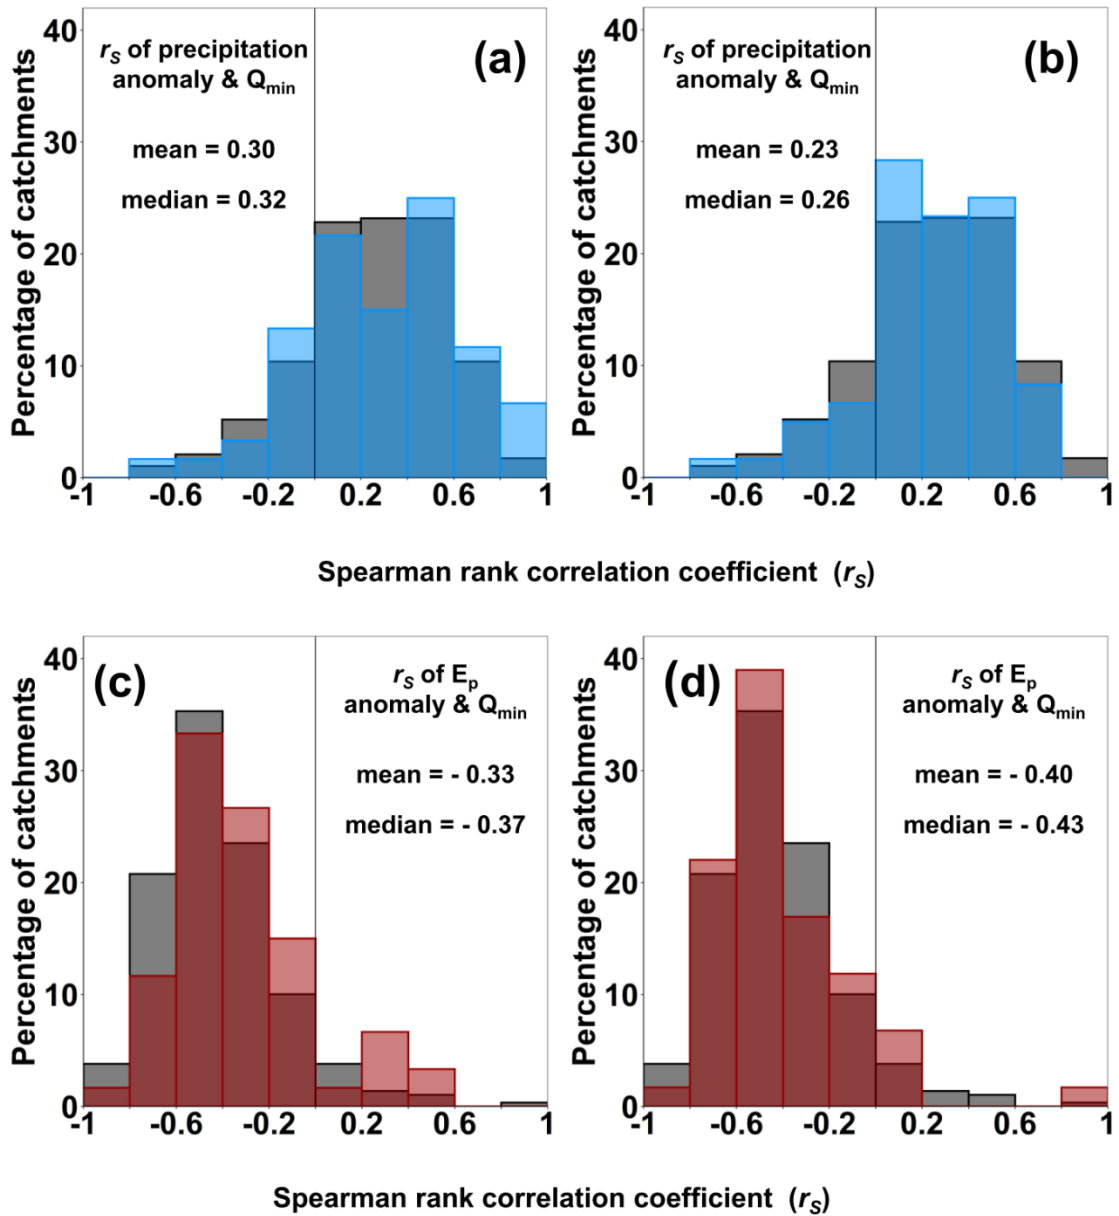 Percentage of catchments
40
30
20
10
0
r_S of precipitation
anomaly & Q_min
(a)
mean = 0.30
median = 0.32
-1 -0.6 -0.2 0.2 0.6 1
Percentage of catchments
40
30
20
10
0
r_S of precipitation
anomaly & Q_min
(b)
mean = 0.23
median = 0.26
-1 -0.6 -0.2 0.2 0.6 1
Spearman rank correlation coefficient (r_S)
Percentage of catchments
40
30
20
10
0
(c)
r_S of E_p
anomaly & Q_min
mean = - 0.33
median = - 0.37
-1 -0.6 -0.2 0.2 0.6 1
Percentage of catchments
40
30
20
10
0
(d)
r_S of E_p
anomaly & Q_min
mean = - 0.40
median = - 0.43
-1 -0.6 -0.2 0.2 0.6 1
Spearman rank correlation coefficient (r_S)